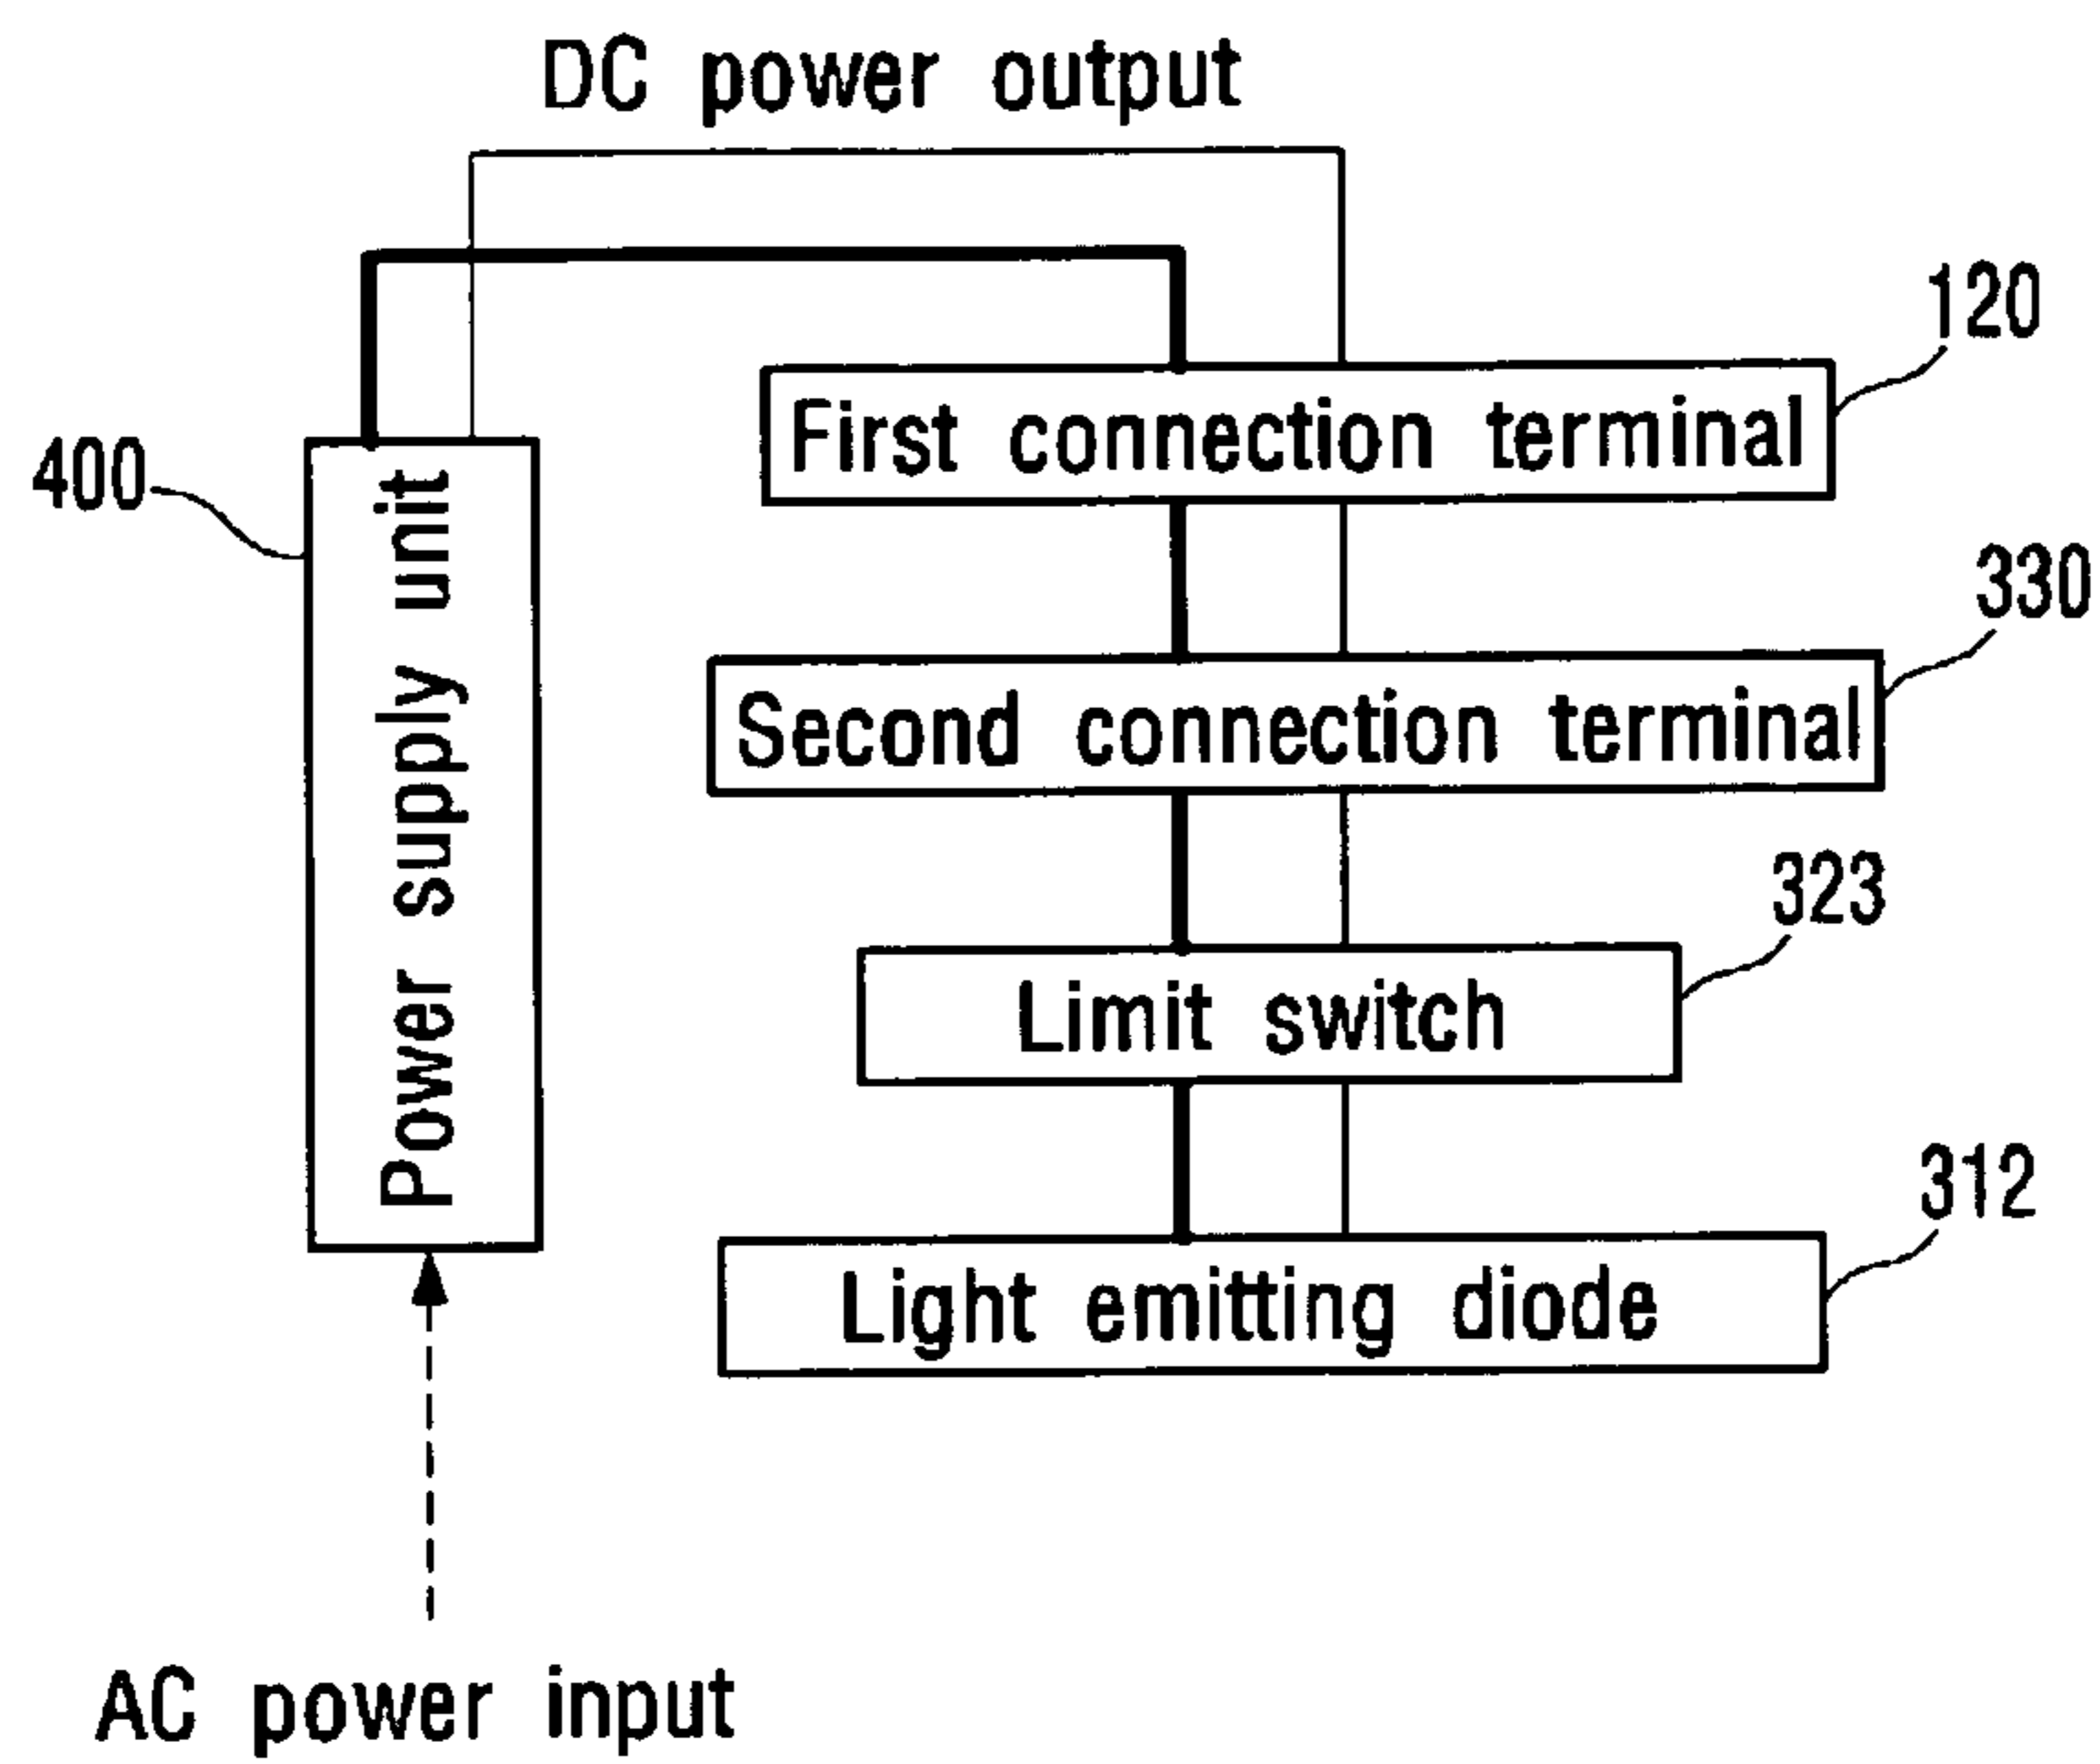 DC power output
120
First connection terminal
400
Power supply unit
330
Second connection terminal
323
Limit switch
312
Light emitting diode
AC power input